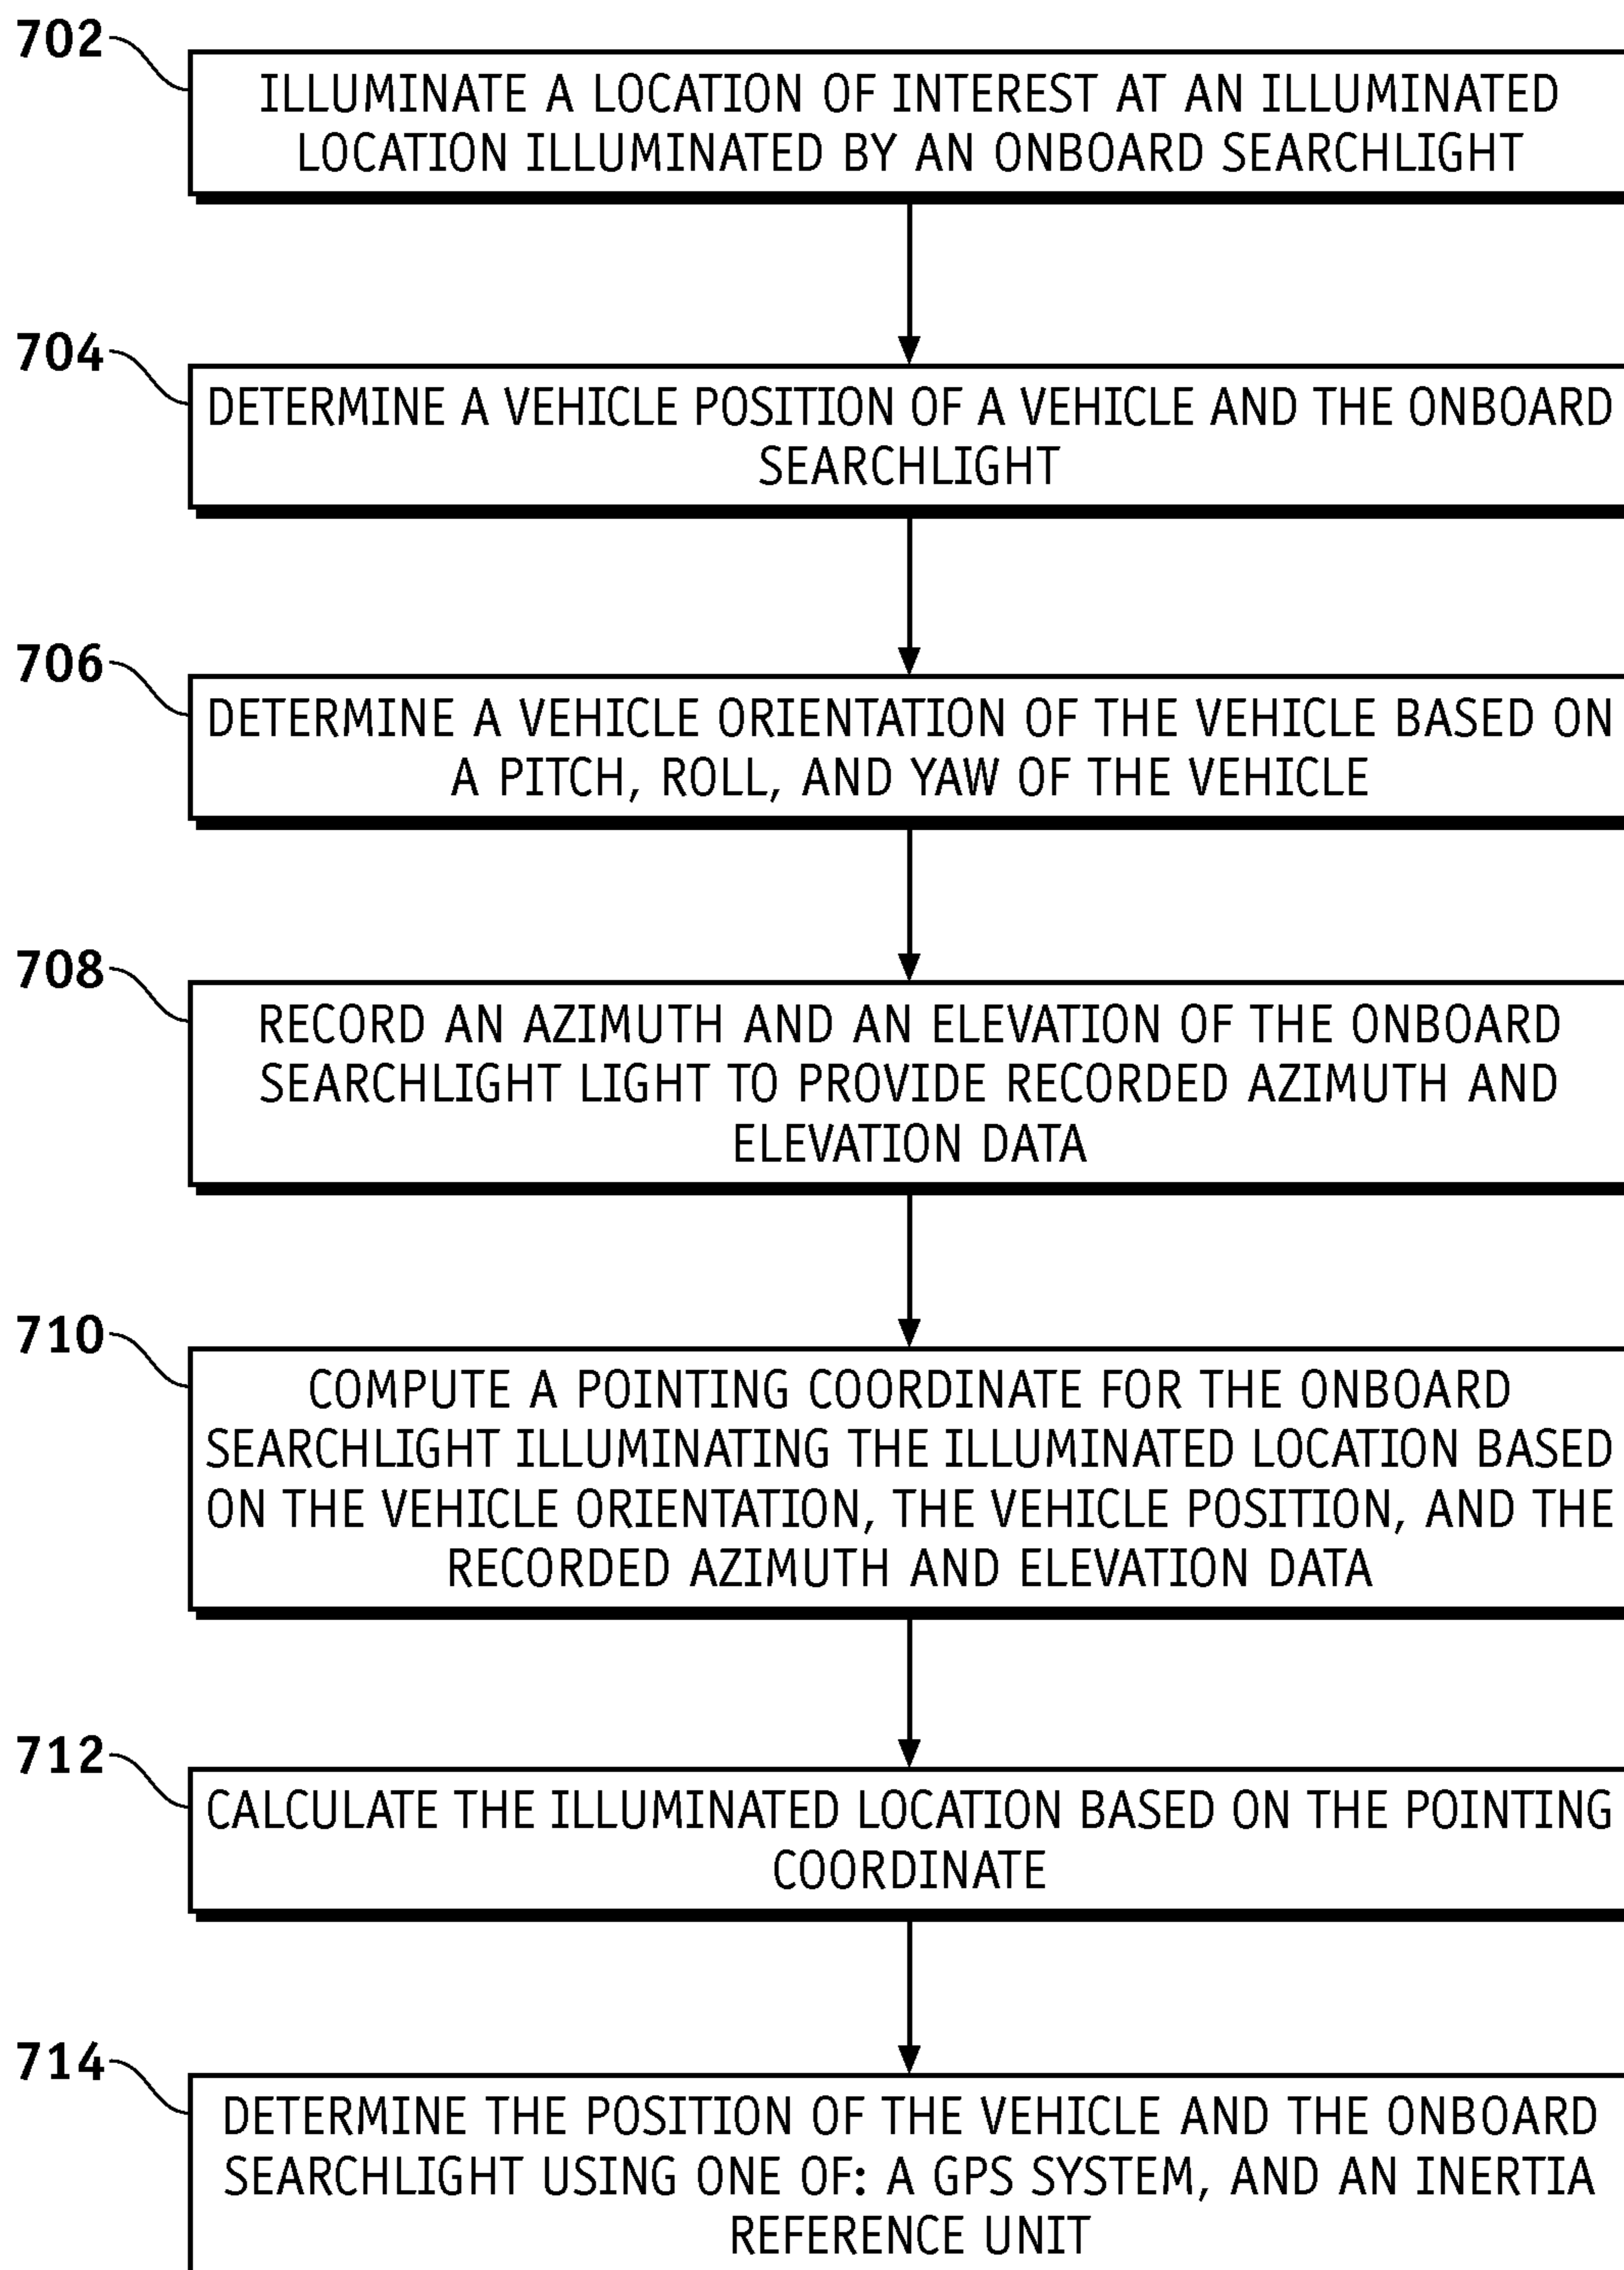 702
ILLUMINATE A LOCATION OF INTEREST AT AN ILLUMINATED
LOCATION ILLUMINATED BY AN ONBOARD SEARCHLIGHT
704
DETERMINE A VEHICLE POSITION OF A VEHICLE AND THE ONBOARD
SEARCHLIGHT
706
DETERMINE A VEHICLE ORIENTATION OF THE VEHICLE BASED ON
A PITCH, ROLL, AND YAW OF THE VEHICLE
708
RECORD AN AZIMUTH AND AN ELEVATION OF THE ONBOARD
SEARCHLIGHT LIGHT TO PROVIDE RECORDED AZIMUTH AND
ELEVATION DATA
710
COMPUTE A POINTING COORDINATE FOR THE ONBOARD
SEARCHLIGHT ILLUMINATING THE ILLUMINATED LOCATION BASED
ON THE VEHICLE ORIENTATION, THE VEHICLE POSITION, AND THE
RECORDED AZIMUTH AND ELEVATION DATA
712
CALCULATE THE ILLUMINATED LOCATION BASED ON THE POINTING
COORDINATE
714
DETERMINE THE POSITION OF THE VEHICLE AND THE ONBOARD
SEARCHLIGHT USING ONE OF: A GPS SYSTEM, AND AN INERTIA
REFERENCE UNIT